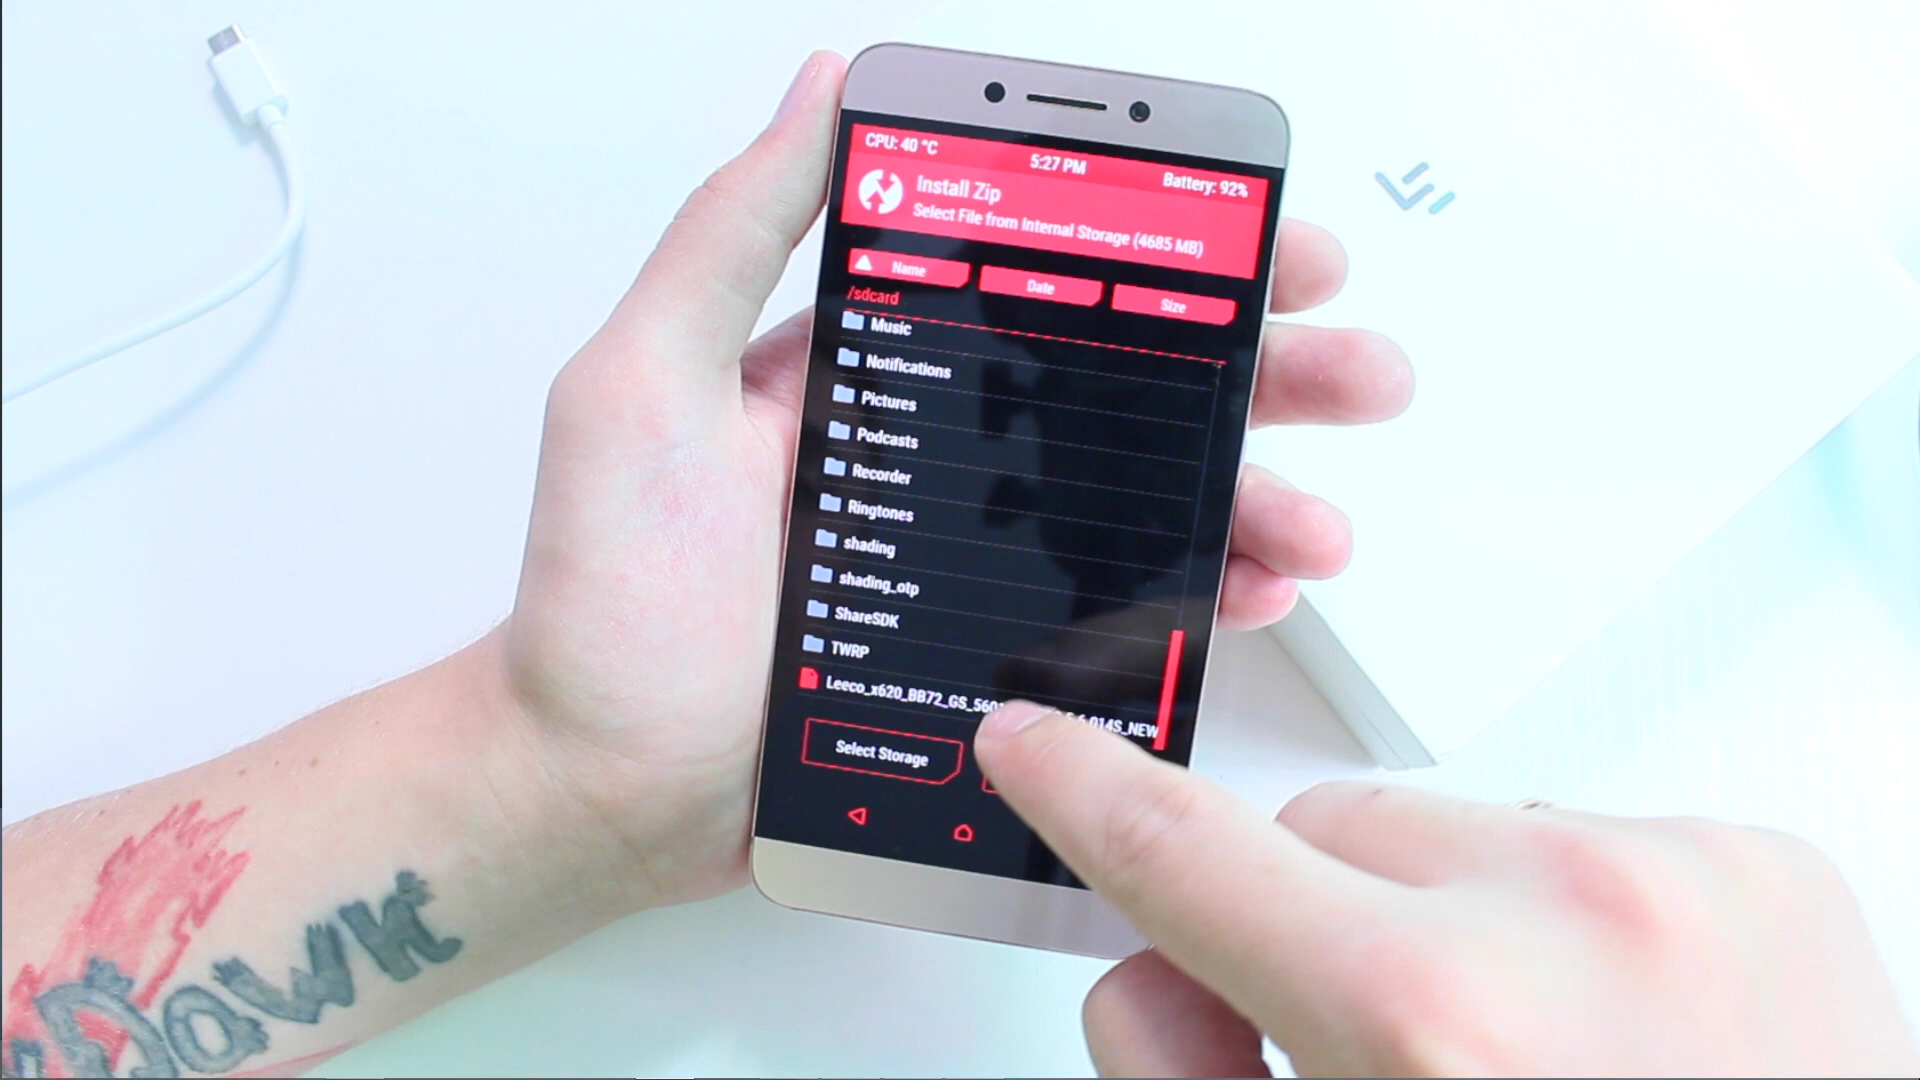 CPU: 40 °C
5:27 PM
Battery: 92%
Install Zip
Select File from Internal Storage (4685 MB)
Name
Date
Size
/sdcard
Music
Notifications
Pictures
Podcasts
Recorder
Ringtones
shading
shading_otp
ShareSDK
TWRP
Leeco_x620_BB72_GS_560 014S_NEW
Select Storage
Dawn